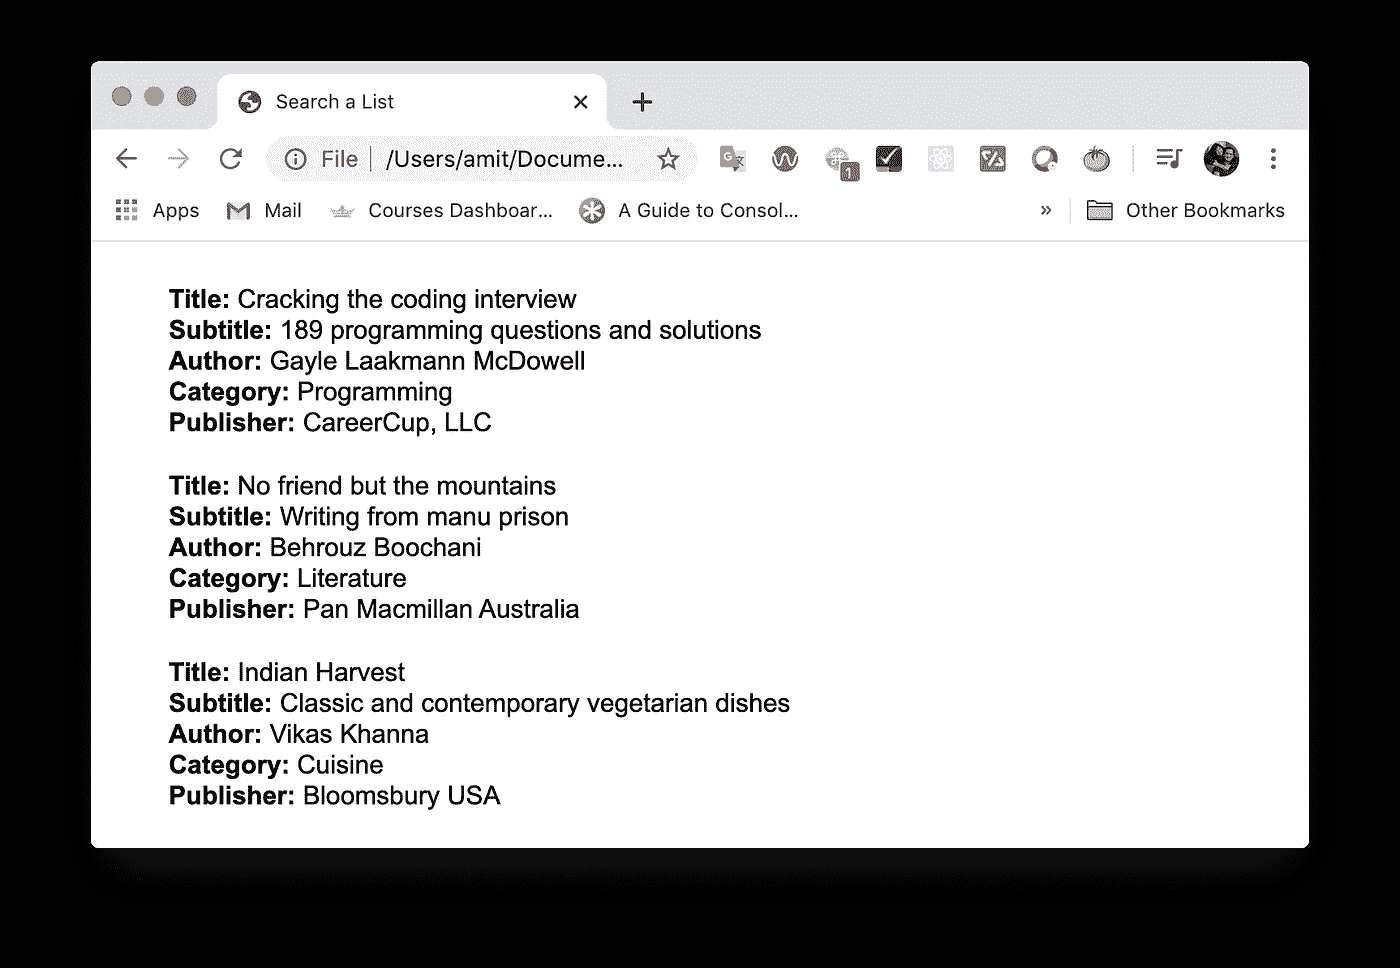 Search a List
File /Users/amit/Docume...
1
Apps Mail Courses Dashboar... A Guide to Consol... » Other Bookmarks
Title: Cracking the coding interview
Subtitle: 189 programming questions and solutions
Author: Gayle Laakmann McDowell
Category: Programming
Publisher: CareerCup, LLC
Title: No friend but the mountains
Subtitle: Writing from manu prison
Author: Behrouz Boochani
Category: Literature
Publisher: Pan Macmillan Australia
Title: Indian Harvest
Subtitle: Classic and contemporary vegetarian dishes
Author: Vikas Khanna
Category: Cuisine
Publisher: Bloomsbury USA